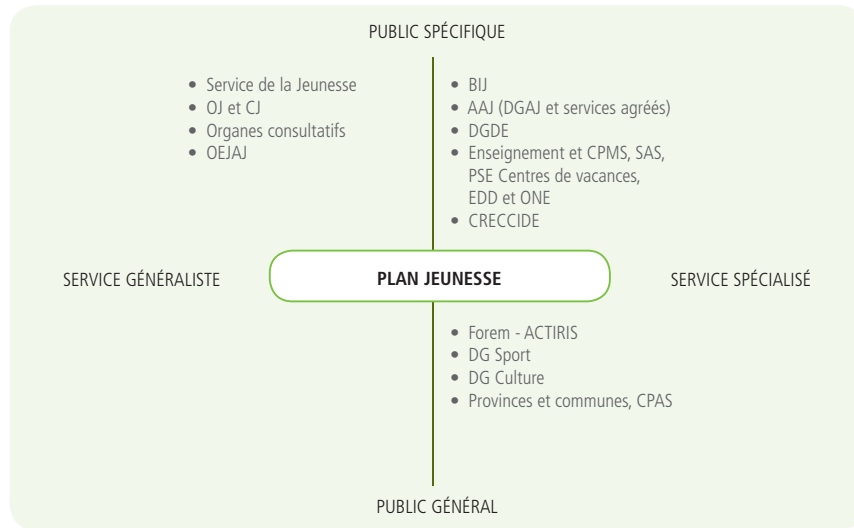 PUBLIC SPÉCIFIQUE
• Service de la Jeunesse
• OJ et CJ
• Organes consultatifs
• OEJAJ
• BIJ
• AAJ (DGAJ et services agréés)
• DGDE
• Enseignement et CPMS, SAS,
PSE Centres de vacances,
EDD et ONE
• CRECCIDE
SERVICE GÉNÉRALISTE
PLAN JEUNESSE
SERVICE SPÉCIALISÉ
• Forem - ACTIRIS
• DG Sport
• DG Culture
• Provinces et communes, CPAS
PUBLIC GÉNÉRAL